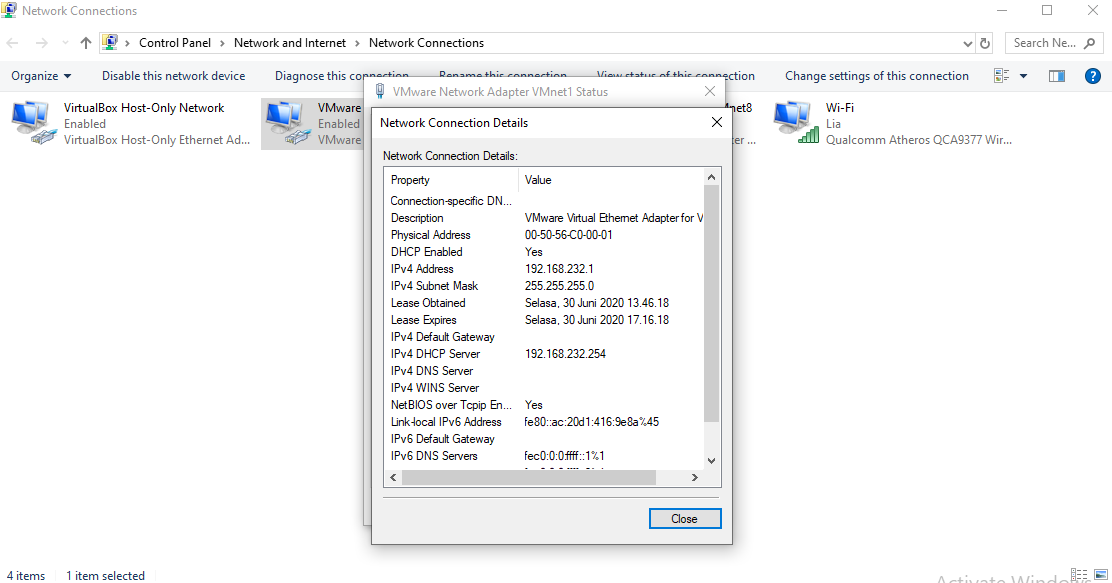 Network Connections
Control Panel > Network and Internet > Network Connections
Search Ne...
Organize
Disable this network device
Diagnose this connection
Rename this connection
View status of this connection
Change settings of this connection
VirtualBox Host-Only Network
Enabled
VirtualBox Host-Only Ethernet Ad...
VMware
Enabled
VMware
Wi-Fi
Lia
Qualcomm Atheros QCA9377 Wir...
VMware Network Adapter VMnet1 Status
Network Connection Details
Network Connection Details:
Property Value
Connection-specific DN...
Description VMware Virtual Ethernet Adapter for V
Physical Address 00-50-56-C0-00-01
DHCP Enabled Yes
IPv4 Address 192.168.232.1
IPv4 Subnet Mask 255.255.255.0
Lease Obtained Selasa, 30 Juni 2020 13.46.18
Lease Expires Selasa, 30 Juni 2020 17.16.18
IPv4 Default Gateway
IPv4 DHCP Server 192.168.232.254
IPv4 DNS Server
IPv4 WINS Server
NetBIOS over Tcpip En... Yes
Link-local IPv6 Address fe80::ac:20d1:416:9e8a%45
IPv6 Default Gateway
IPv6 DNS Servers fec0:0:0:ffff::1%1
Close
4 items
1 item selected
Activate Windows